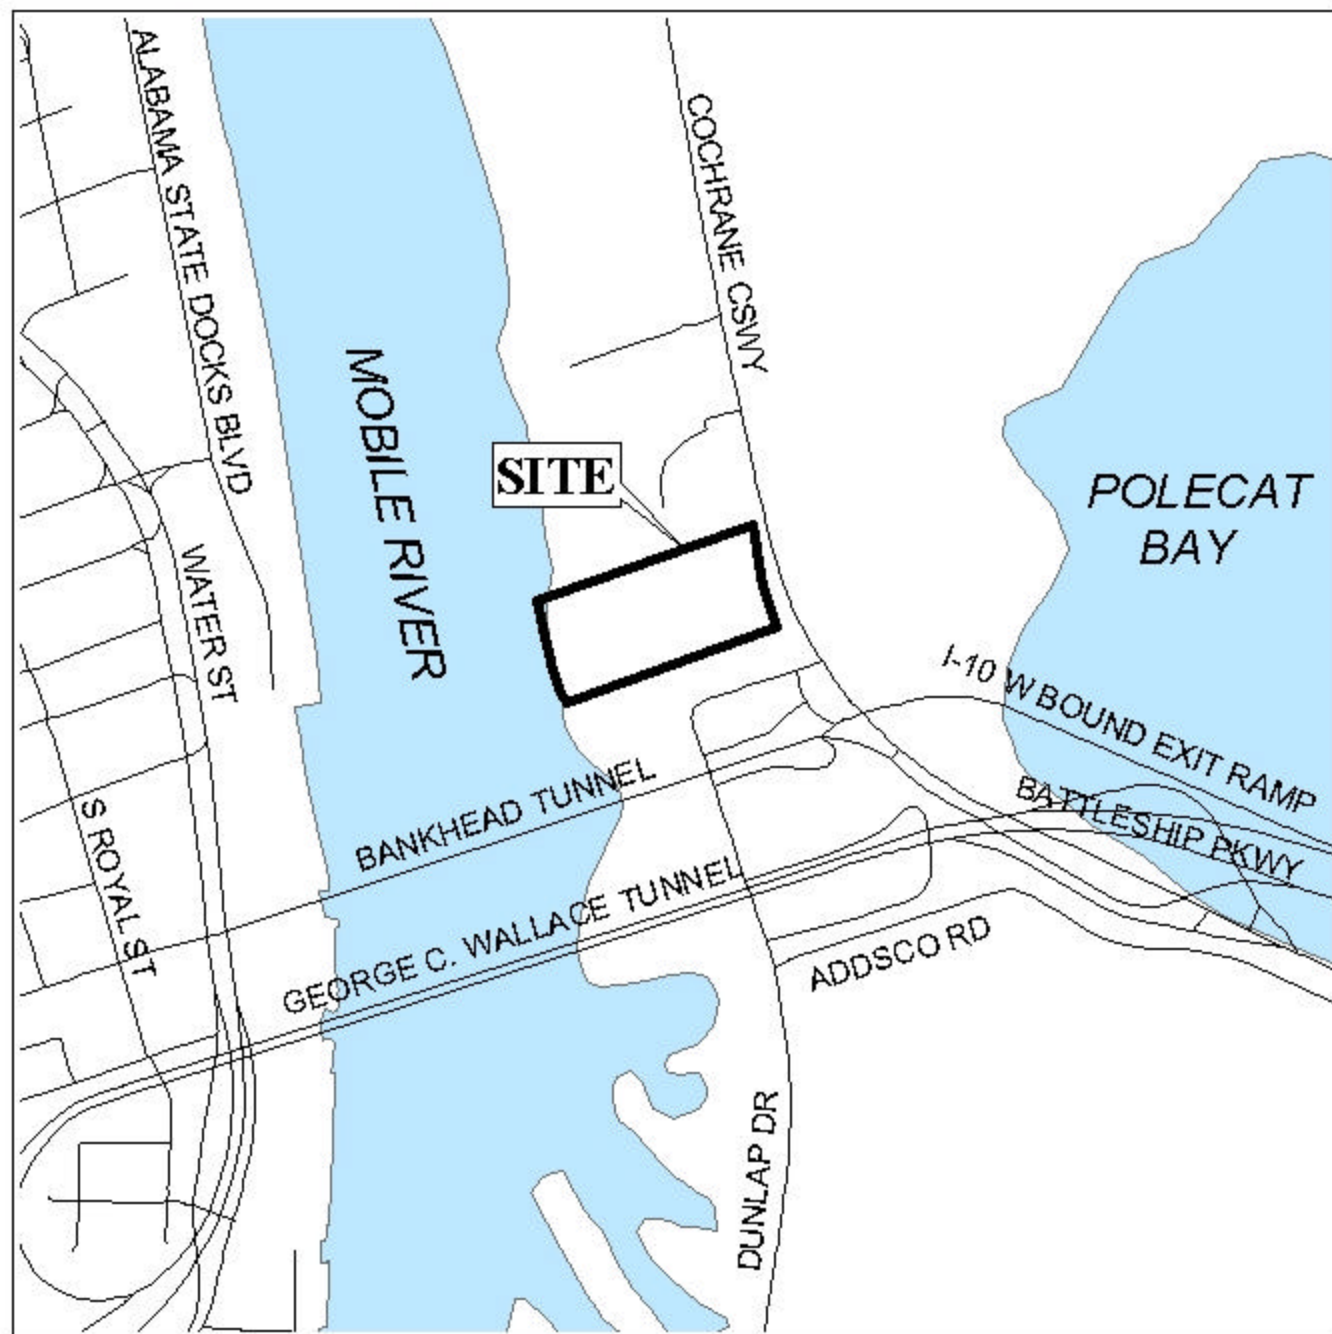 ALABAMA STATE DOCKS BLVD
COCHRANE CSWY
MOBILE RIVER
SITE
POLECAT
BAY
WATER ST
I-10 W BOUND EXIT RAMP
BANKHEAD TUNNEL
BATTLESHIP PKWY
S ROYAL ST
GEORGE C. WALLACE TUNNEL
ADDSCO RD
DUNLAP DR